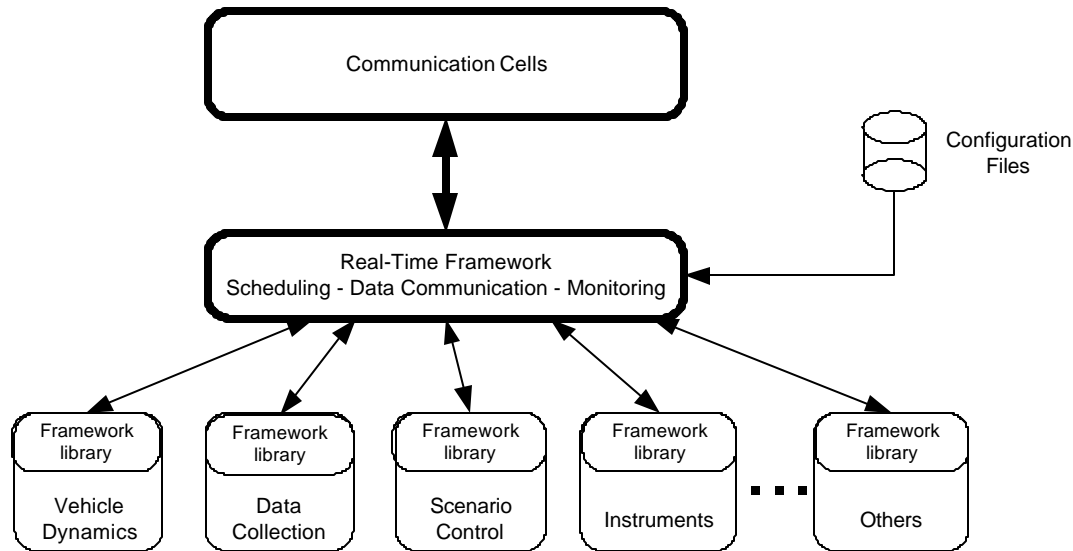 Communication Cells
Configuration
Files
Real-Time Framework
Scheduling - Data Communication - Monitoring
Framework
library
Vehicle
Dynamics
Framework
library
Data
Collection
Framework
library
Scenario
Control
Framework
library
Instruments
Framework
library
Others